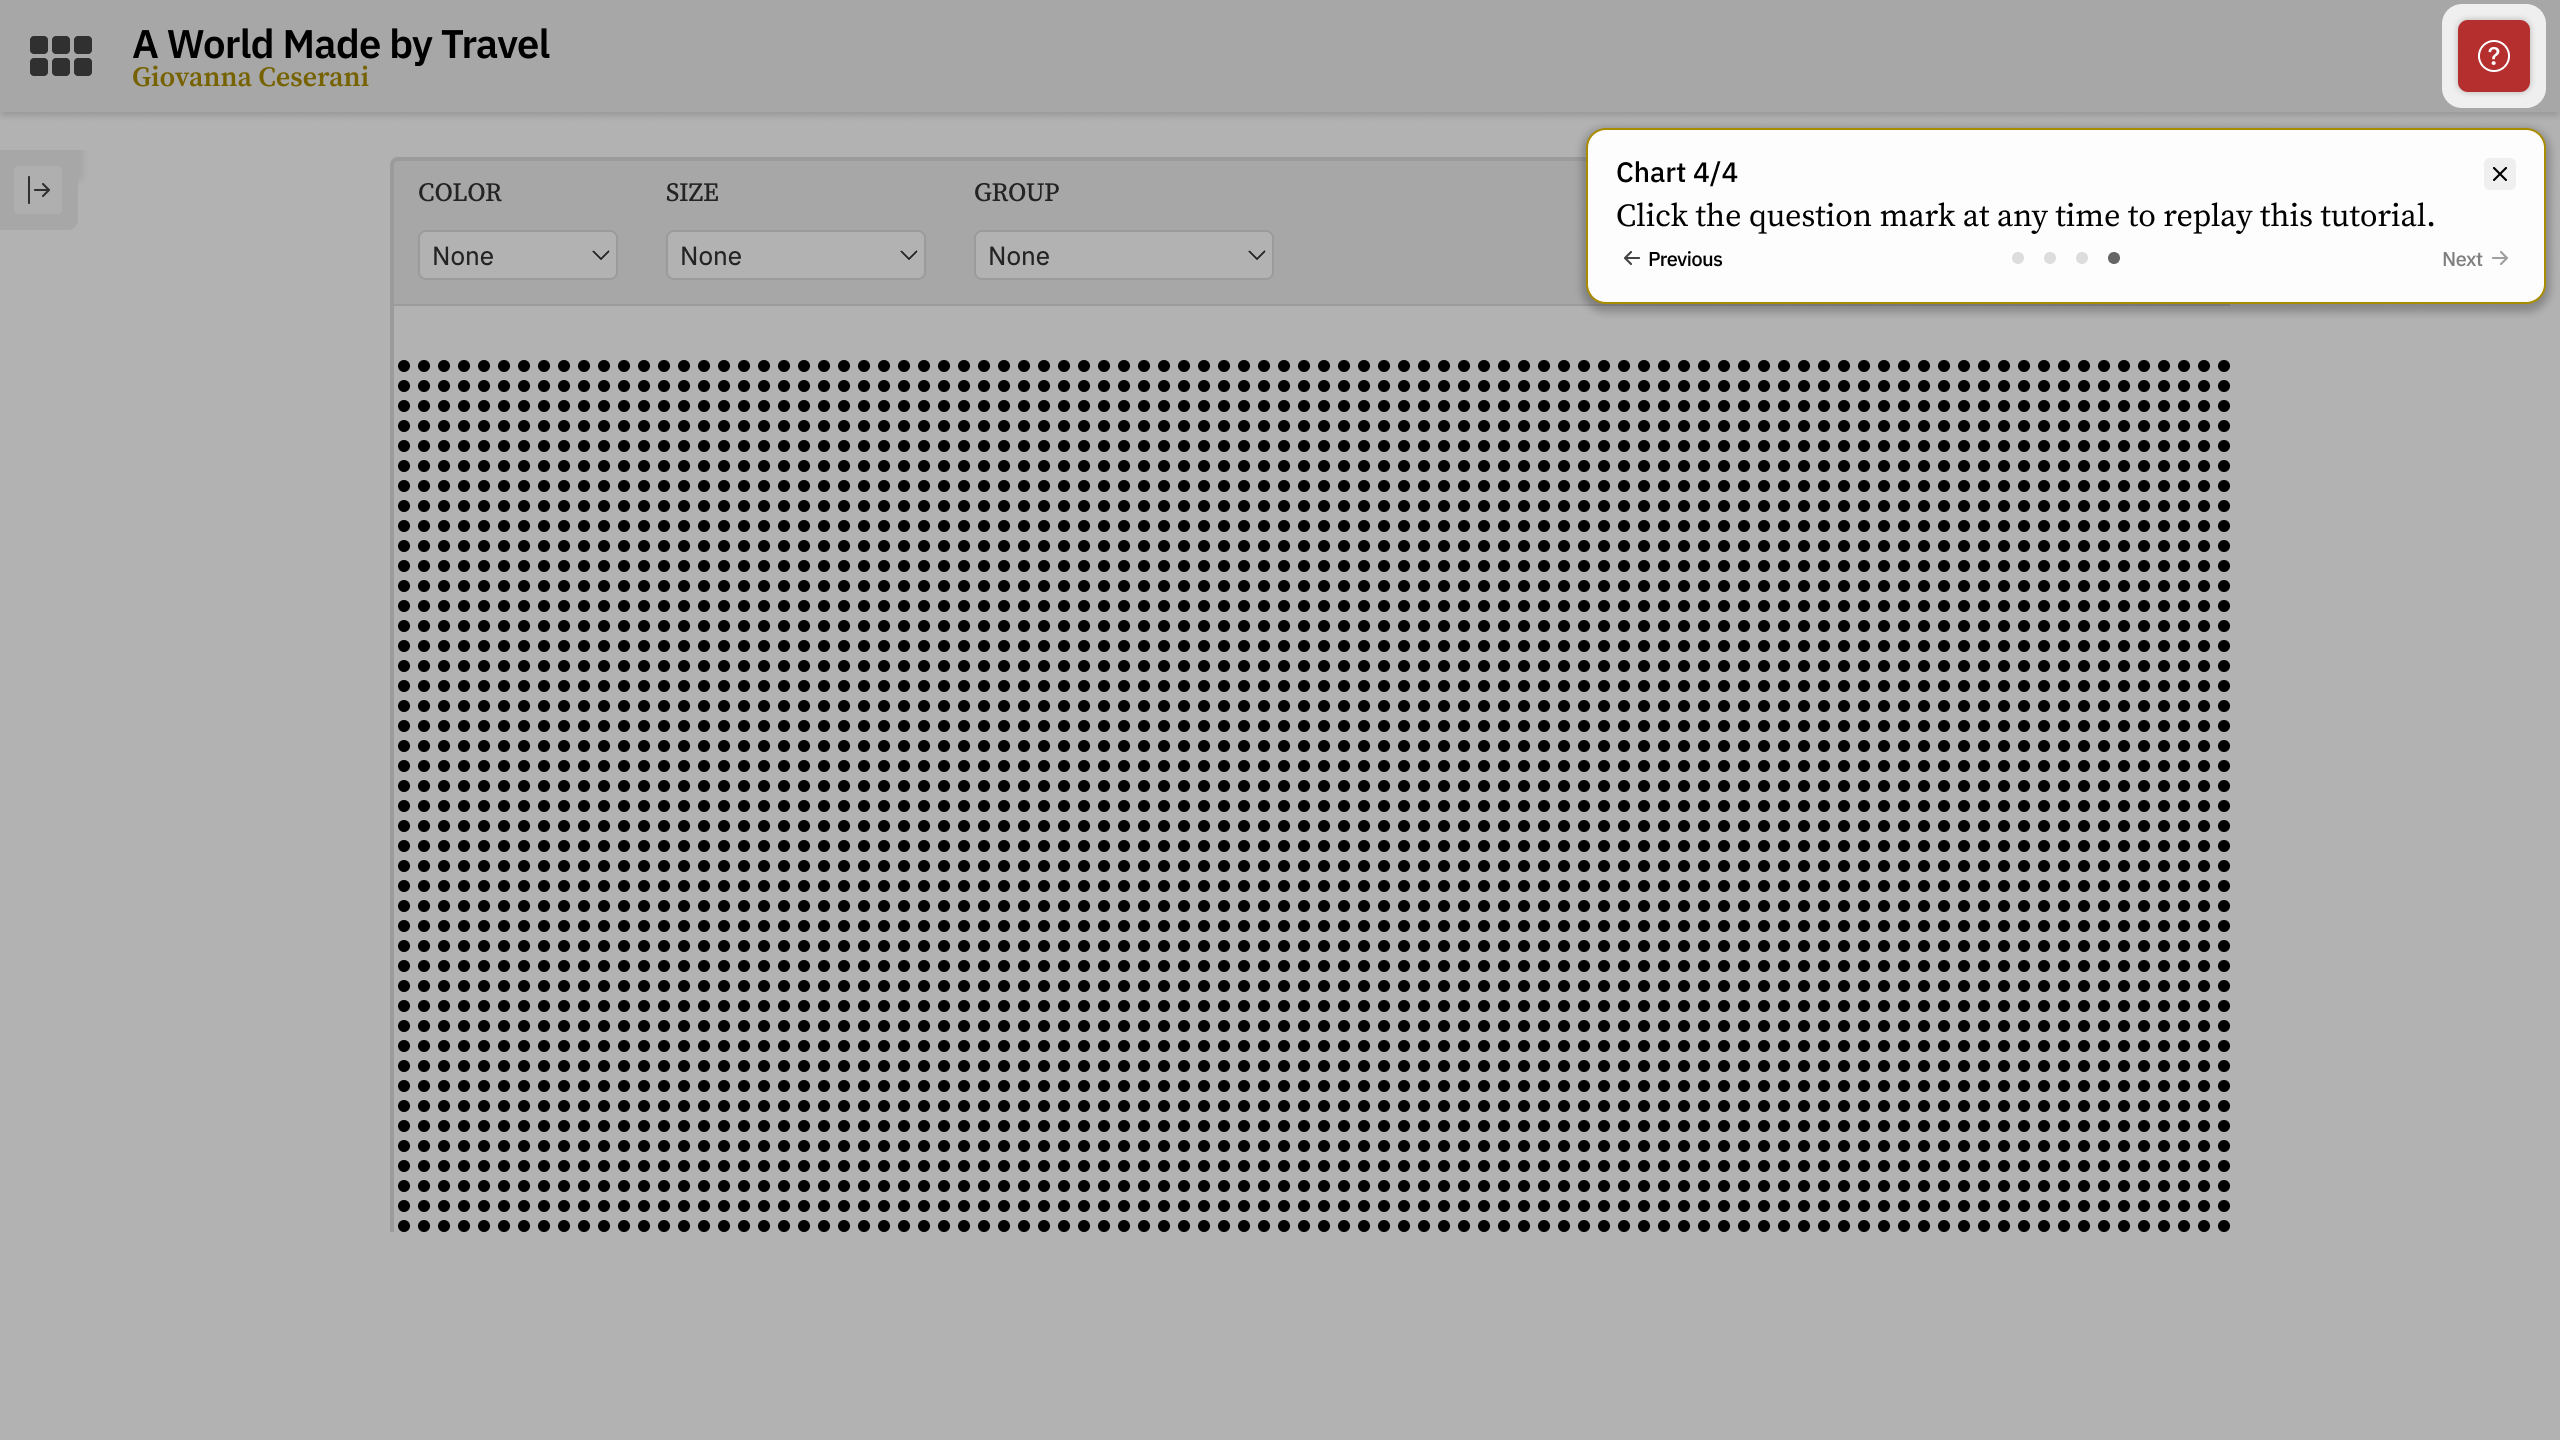 A World Made by Travel
Giovanna Ceserani
?
Chart 4/4
Click the question mark at any time to replay this tutorial.
← Previous
Next →
COLOR
SIZE
GROUP
None
None
None